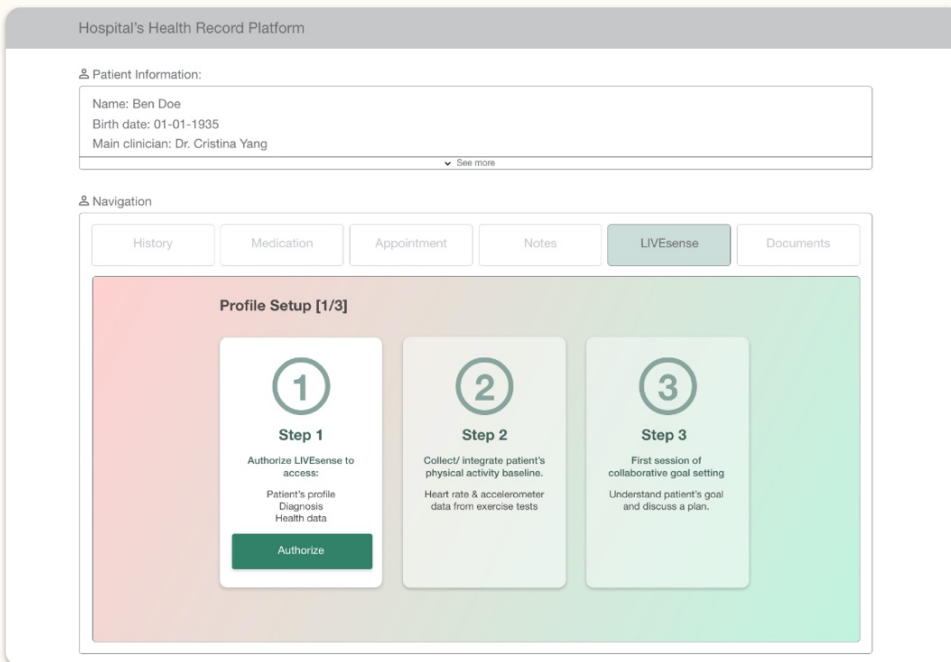 Hospital's Health Record Platform
Patient Information:
Name: Ben Doe
Birth date: 01-01-1935
Main clinician: Dr. Cristina Yang
See more
Navigation
History
Medication
Appointment
Notes
LIVEsense
Documents
Profile Setup [1/3]
1
Step 1
Authorize LIVEsense to
access:
Patient's profile
Diagnosis
Health data
Authorize
2
Step 2
Collect/ integrate patient's
physical activity baseline.
Heart rate & accelerometer
data from exercise tests
3
Step 3
First session of
collaborative goal setting
Understand patient's goal
and discuss a plan.